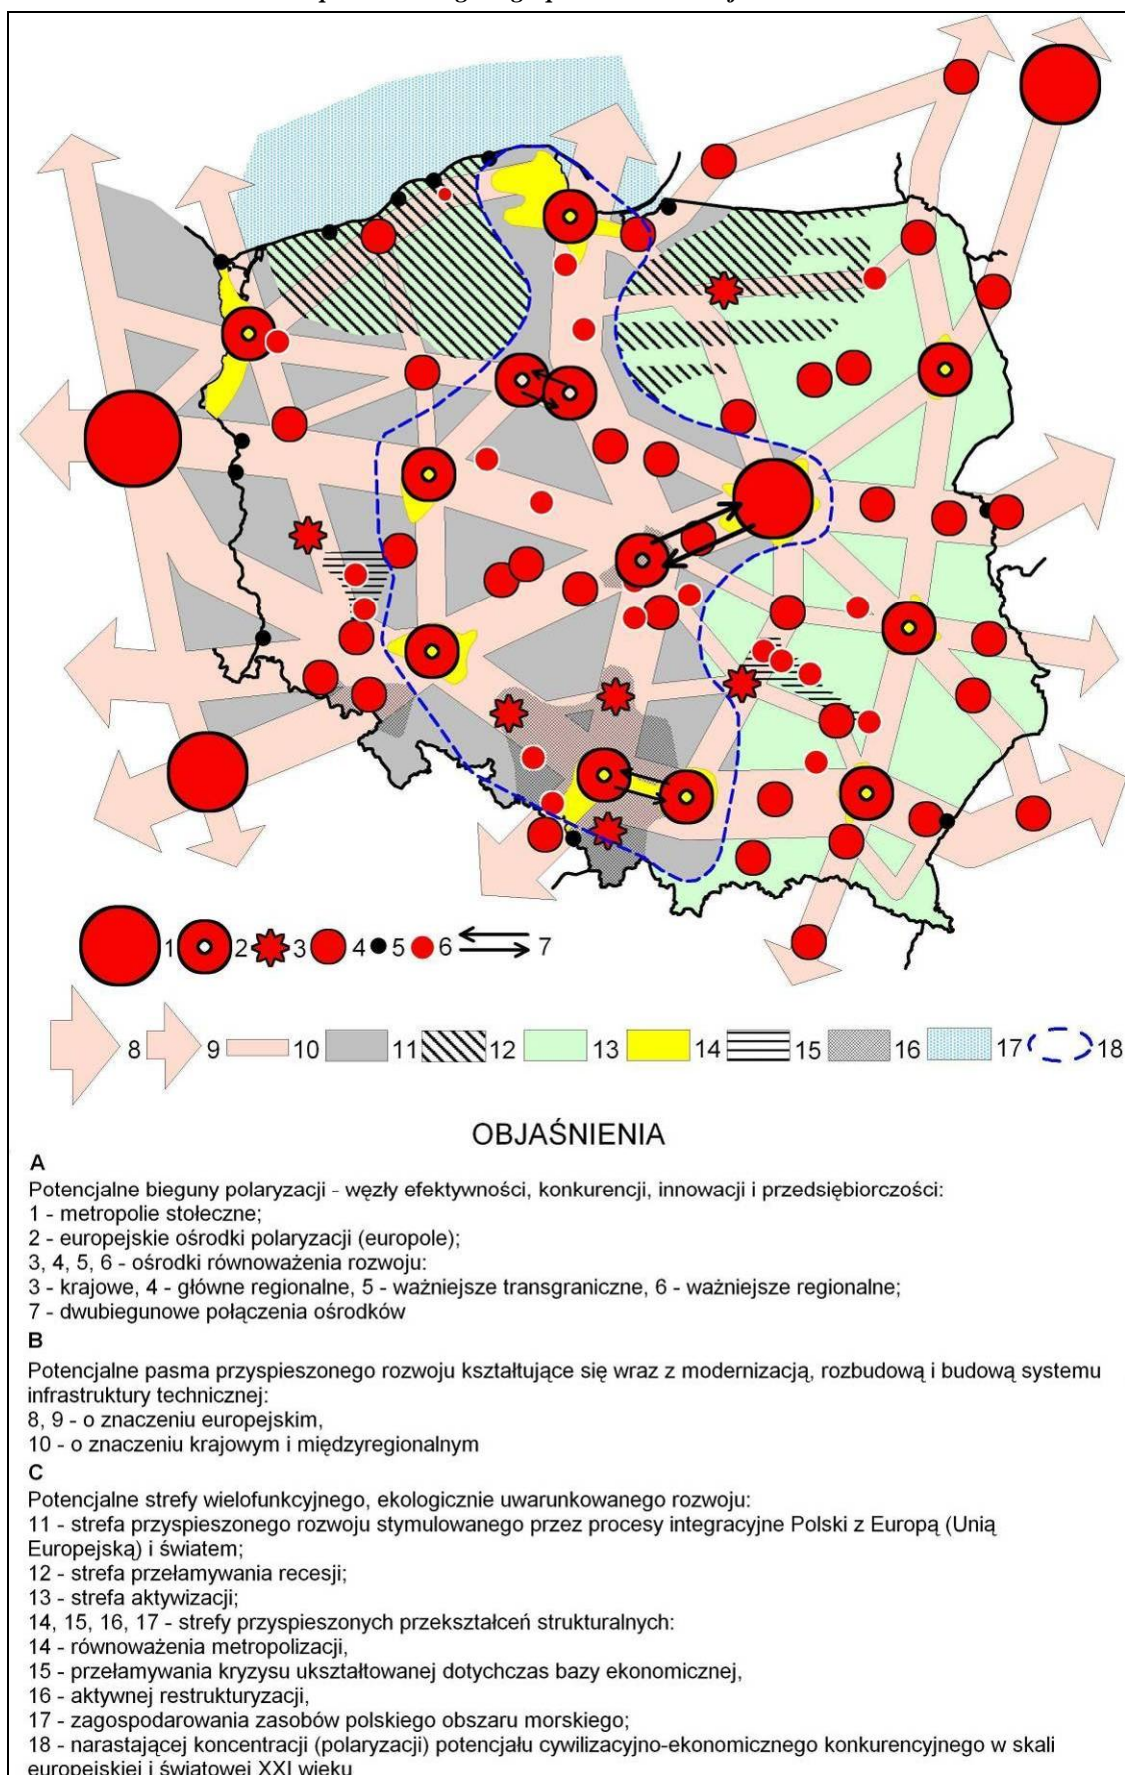 1 2 3 4 5 6 7
8 9 10 11 12 13 14 15 16 17 18
OBJAŚNIENIA
A
Potencjalne bieguny polaryzacji - węzły efektywności, konkurencji, innowacji i przedsiębiorczości:
1 - metropolie stołeczne;
2 - europejskie ośrodki polaryzacji (europole);
3, 4, 5, 6 - ośrodki równoważenia rozwoju:
3 - krajowe, 4 - główne regionalne, 5 - ważniejsze transgraniczne, 6 - ważniejsze regionalne;
7 - dwubiegunowe połączenia ośrodków
B
Potencjalne pasma przyspieszonego rozwoju kształtujące się wraz z modernizacją, rozbudową i budową systemu
infrastruktury technicznej:
8, 9 - o znaczeniu europejskim,
10 - o znaczeniu krajowym i międzyregionalnym
C
Potencjalne strefy wielofunkcyjnego, ekologicznie uwarunkowanego rozwoju:
11 - strefa przyspieszonego rozwoju stymulowanego przez procesy integracyjne Polski z Europą (Unią
Europejską) i światem;
12 - strefa przełamywania recesji;
13 - strefa aktywizacji;
14, 15, 16, 17 - strefy przyspieszonych przekształceń strukturalnych:
14 - równoważenia metropolizacji,
15 - przełamywania kryzysu ukształtowanej dotychczas bazy ekonomicznej,
16 - aktywnej restrukturyzacji,
17 - zagospodarowania zasobów polskiego obszaru morskiego;
18 - narastającej koncentracji (polaryzacji) potencjału cywilizacyjno-ekonomicznego konkurencyjnego w skali
europejskiej i światowej XXI wieku